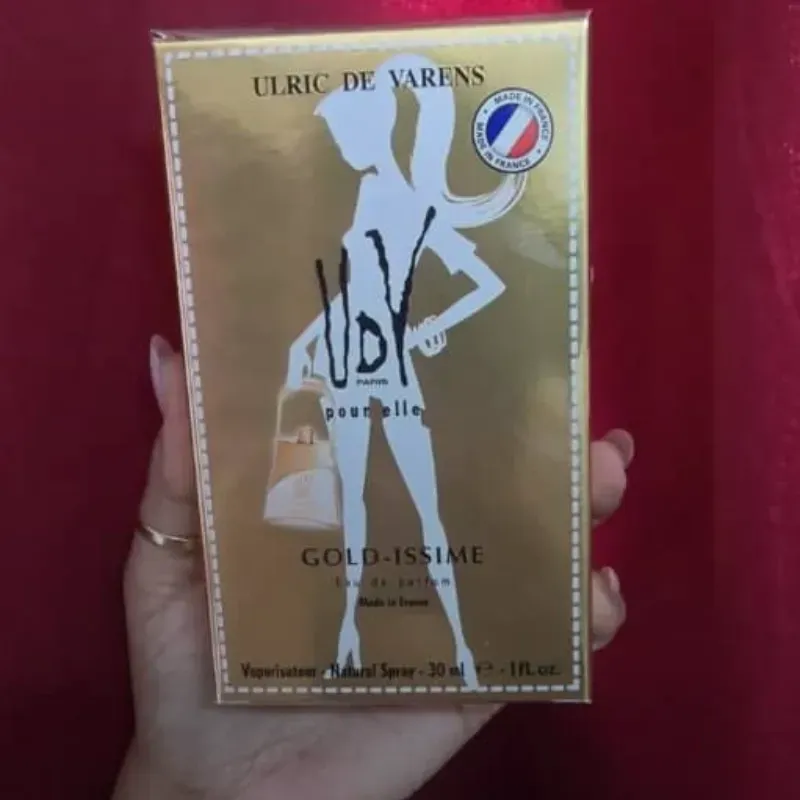 ULRIC DE VARENS
MADE IN FRANCE
MADE IN FRANCE
UDY
PARIS
pour elle
GOLD-ISSIME
Eau de parfum
Made in France
Vaporisateur - Natural Spray - 30 ml e - 1 fl. oz.